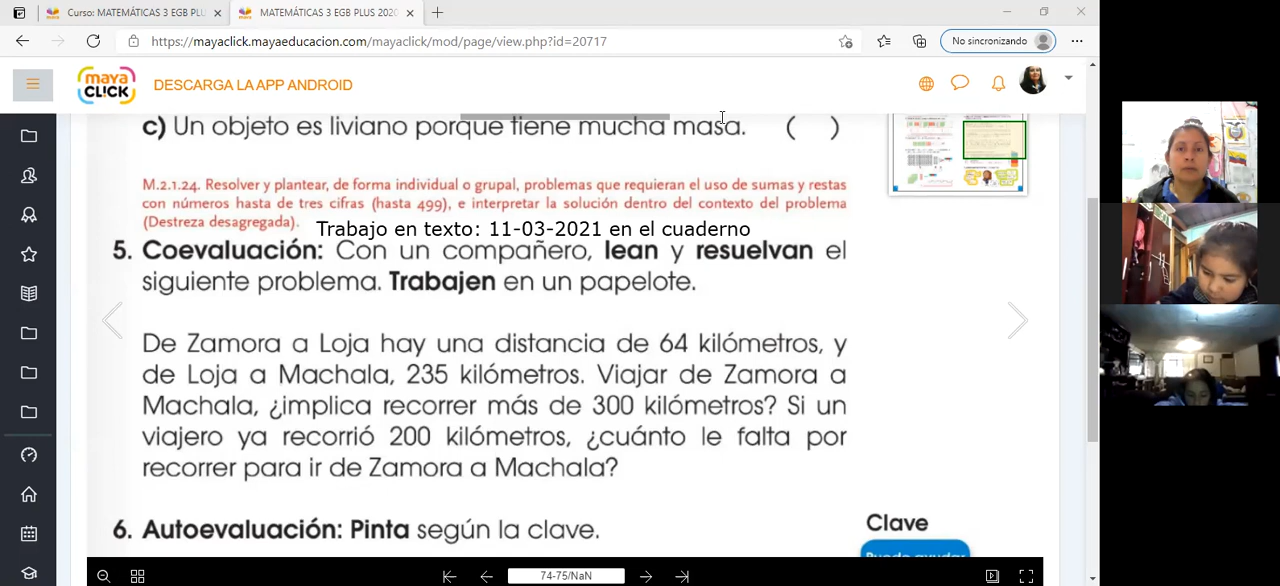 Curso: MATEMÁTICAS 3 EGB PLU
MATEMÁTICAS 3 EGB PLUS 2020
https://mayaclick.mayaeducacion.com/mayaclick/mod/page/view.php?id=20717
No sincronizando
maya CLICK
DESCARGA LA APP ANDROID
c) Un objeto es liviano porque tiene mucha masa. ( )
M.2.1.24. Resolver y plantear, de forma individual o grupal, problemas que requieran el uso de sumas y restas
con números hasta de tres cifras (hasta 499), e interpretar la solución dentro del contexto del problema
(Destreza desagregada).
Trabajo en texto: 11-03-2021 en el cuaderno
5. Coevaluación: Con un compañero, lean y resuelvan el
siguiente problema. Trabajen en un papelote.
De Zamora a Loja hay una distancia de 64 kilómetros, y
de Loja a Machala, 235 kilómetros. Viajar de Zamora a
Machala, ¿implica recorrer más de 300 kilómetros? Si un
viajero ya recorrió 200 kilómetros, ¿cuánto le falta por
recorrer para ir de Zamora a Machala?
6. Autoevaluación: Pinta según la clave.
Clave
Puedo ayudar
74-75/NaN